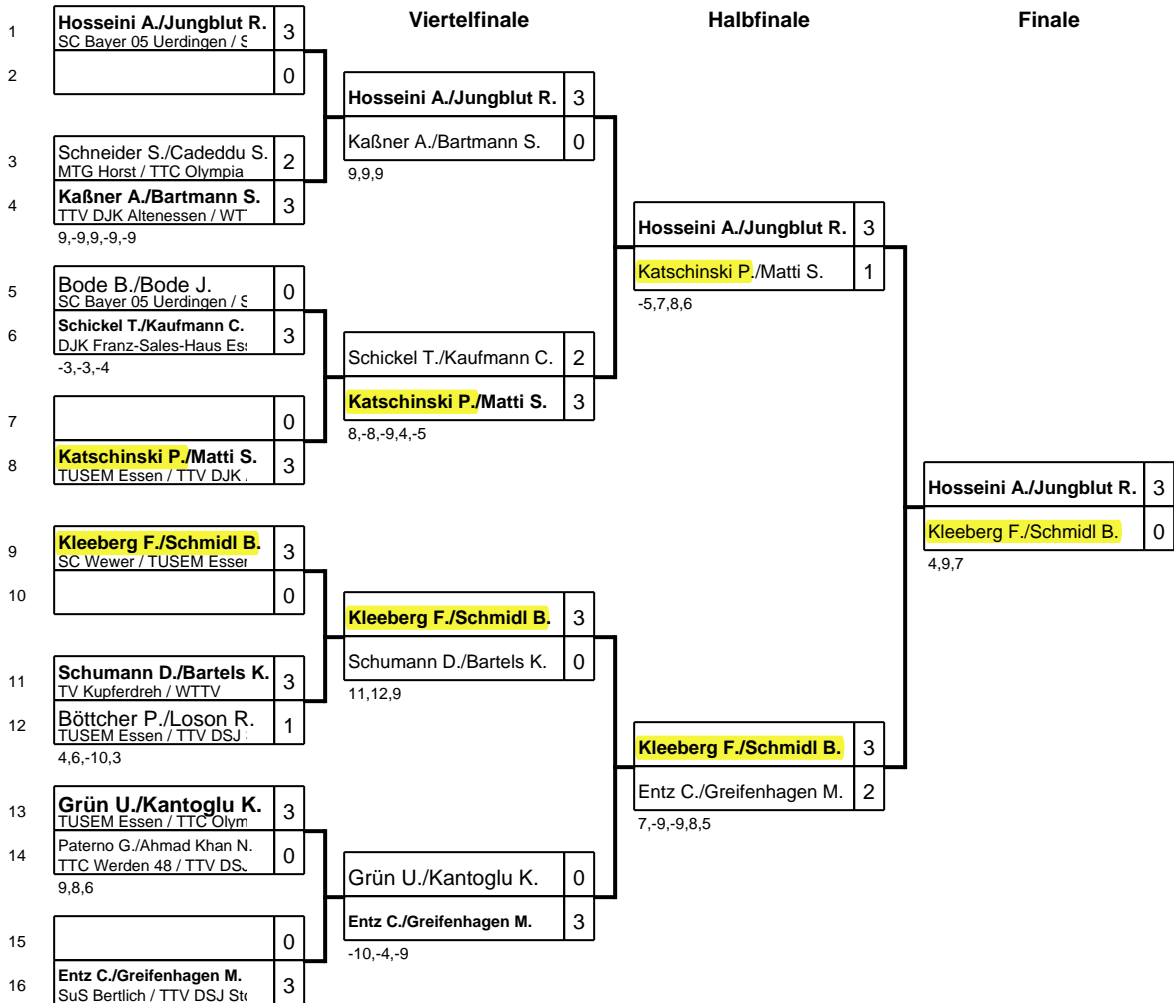 Viertelfinale
Halbfinale
Finale
1
Hosseini A./Jungblut R. 3
SC Bayer 05 Uerdingen / S
2
0
3
Schneider S./Cadeddu S. 2
MTG Horst / TTC Olympia
4
Kaßner A./Bartmann S. 3
TTV DJK Altenessen / WT
9,-9,9,-9,-9
5
Bode B./Bode J. 0
SC Bayer 05 Uerdingen / S
6
Schickel T./Kaufmann C. 3
DJK Franz-Sales-Haus Es
-3,-3,-4
7
0
8
Katschinski P./Matti S. 3
TUSEM Essen / TTV DJK
9
Kleeberg F./Schmidl B. 3
SC Wewer / TUSEM Essen
10
0
11
Schumann D./Bartels K. 3
TV Kupferdreh / WTTV
12
Böttcher P./Loson R. 1
TUSEM Essen / TTV DSJ
4,6,-10,3
13
Grün U./Kantoglu K. 3
TUSEM Essen / TTC Olym
14
Paterno G./Ahmad Khan N. 0
TTC Werden 48 / TTV DSJ
9,8,6
15
0
16
Entz C./Greifenhagen M. 3
SuS Bertlich / TTV DSJ Sto
Hosseini A./Jungblut R. 3
Kaßner A./Bartmann S. 0
9,9,9
Schickel T./Kaufmann C. 2
Katschinski P./Matti S. 3
8,-8,-9,4,-5
Kleeberg F./Schmidl B. 3
Schumann D./Bartels K. 0
11,12,9
Grün U./Kantoglu K. 0
Entz C./Greifenhagen M. 3
-10,-4,-9
Hosseini A./Jungblut R. 3
Katschinski P./Matti S. 1
-5,7,8,6
Kleeberg F./Schmidl B. 3
Entz C./Greifenhagen M. 2
7,-9,-9,8,5
Hosseini A./Jungblut R. 3
Kleeberg F./Schmidl B. 0
4,9,7